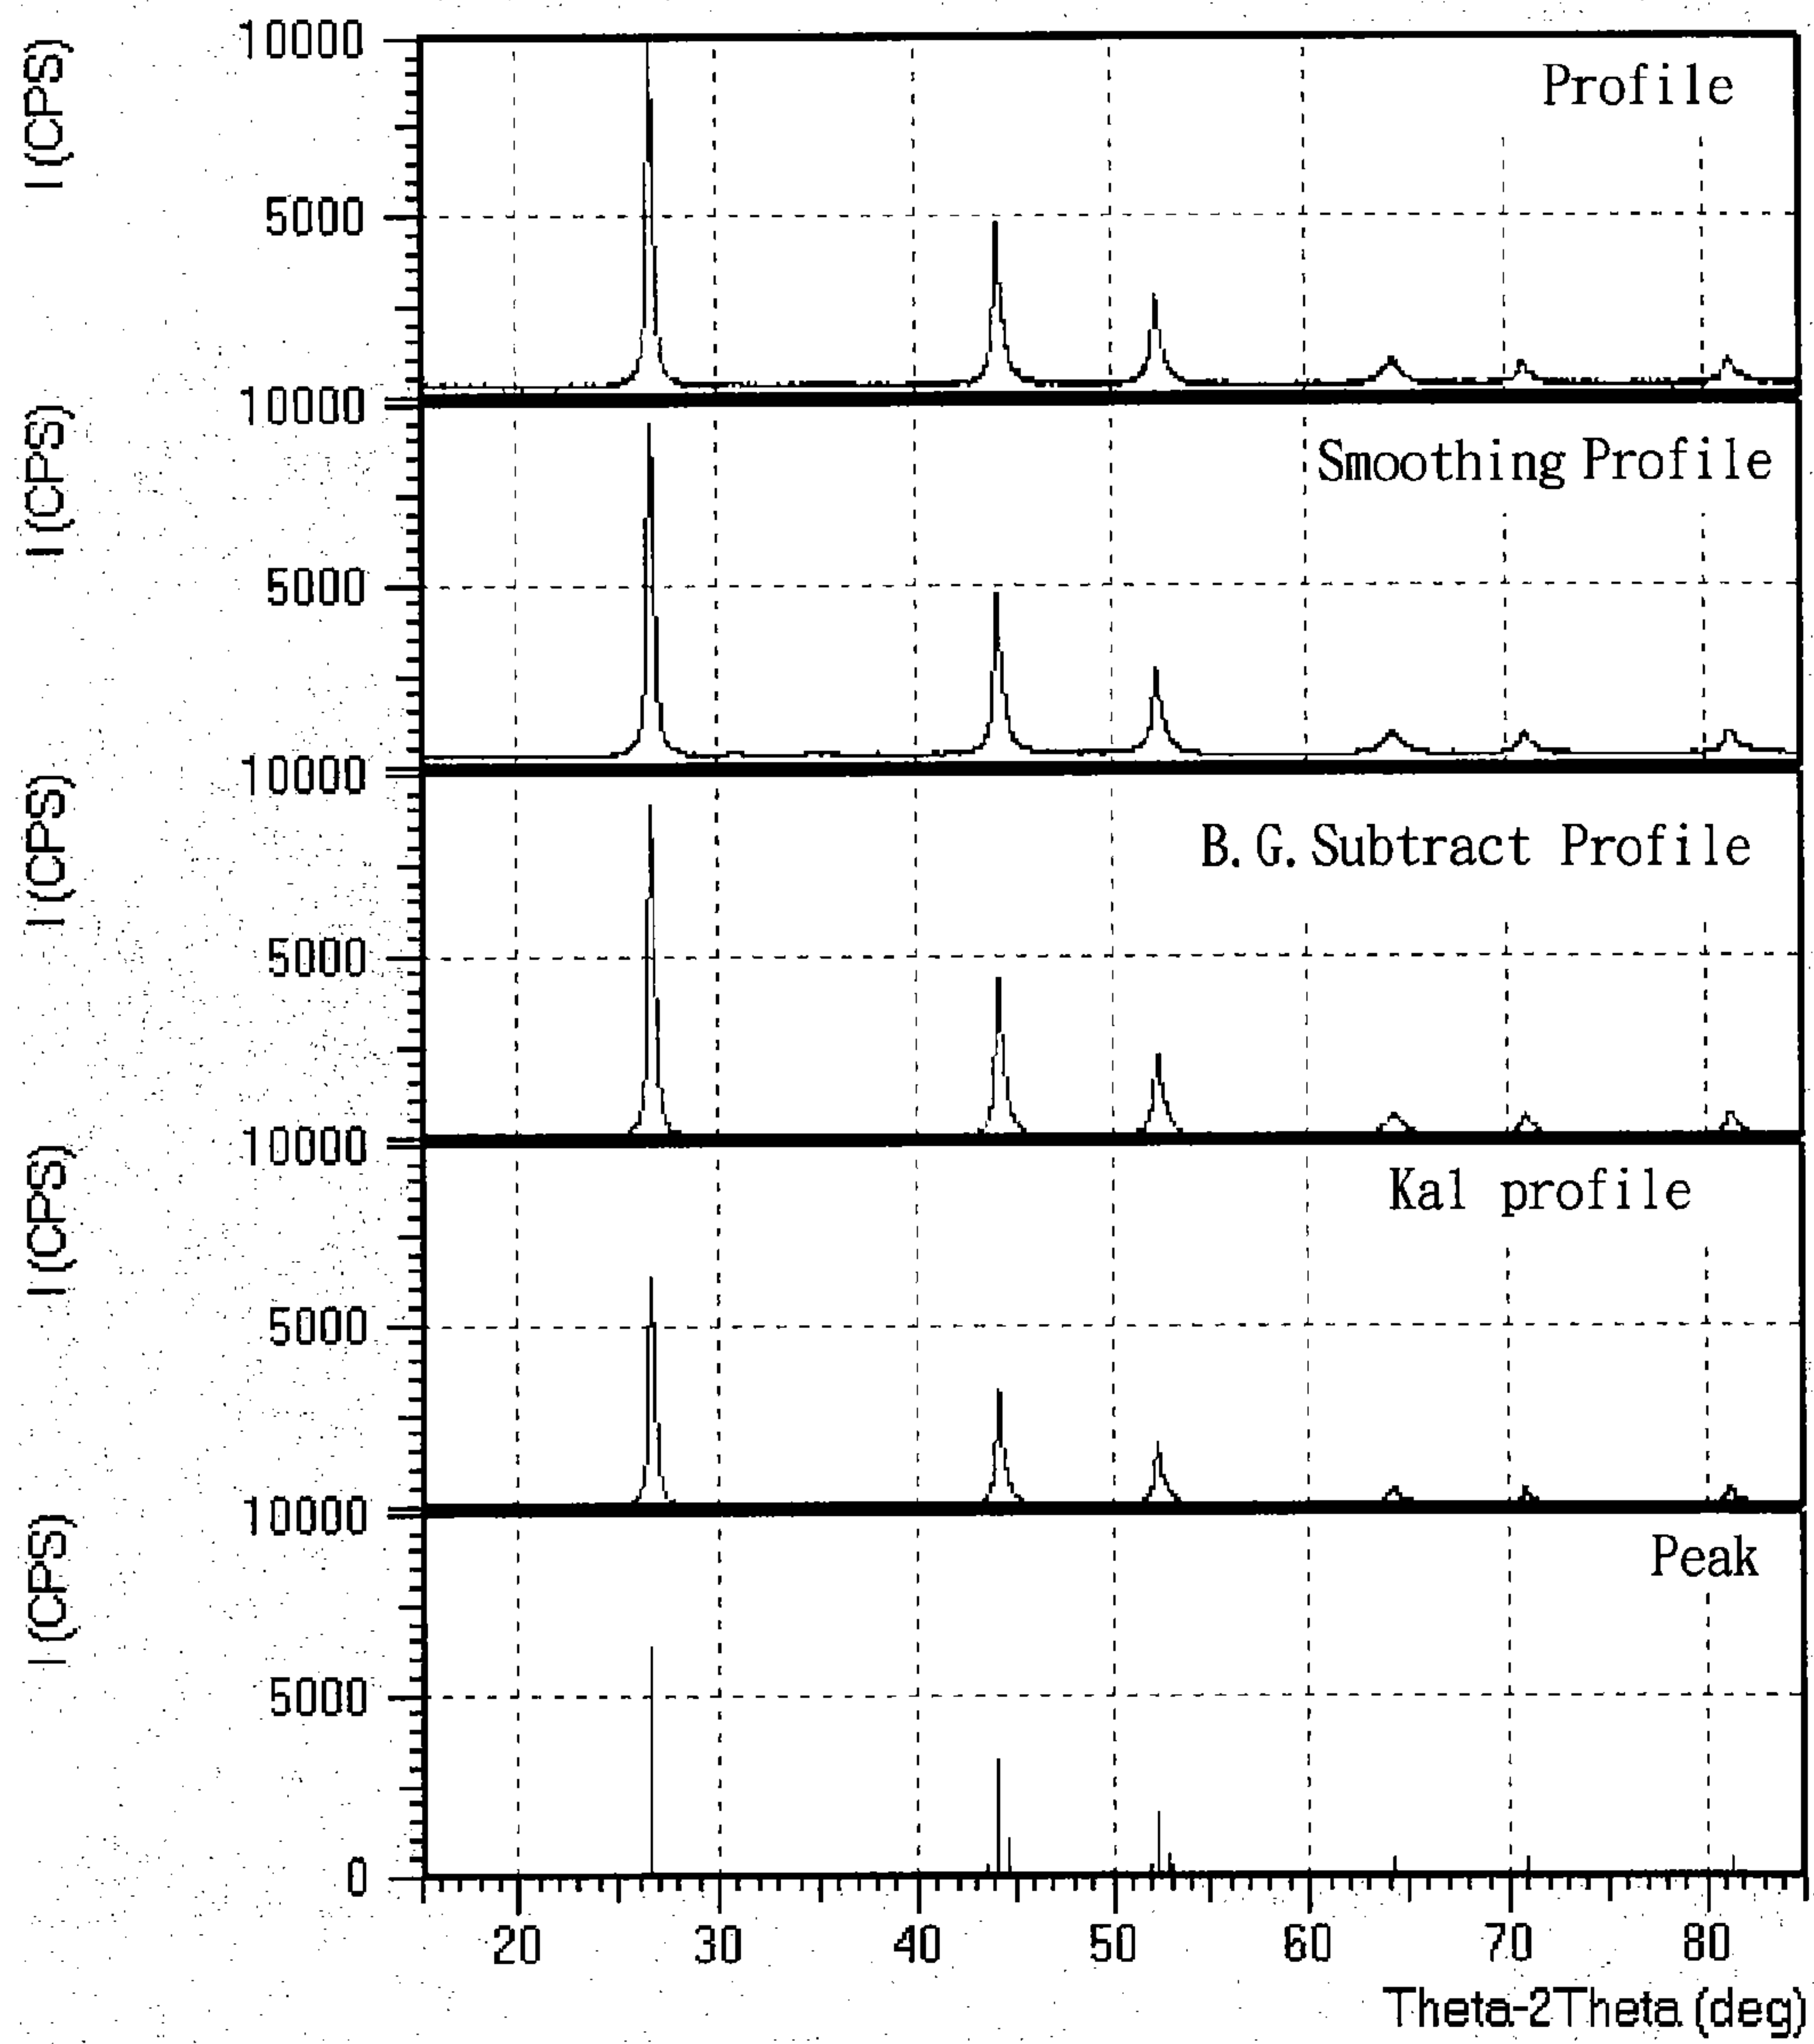 I(CPS)
10000
5000
Profile
I(CPS)
10000
5000
Smoothing Profile
I(CPS)
10000
5000
B.G.Subtract Profile
I(CPS)
10000
5000
Ka1 profile
I(CPS)
10000
5000
0
Peak
20 30 40 50 60 70 80
Theta-2Theta (deg)